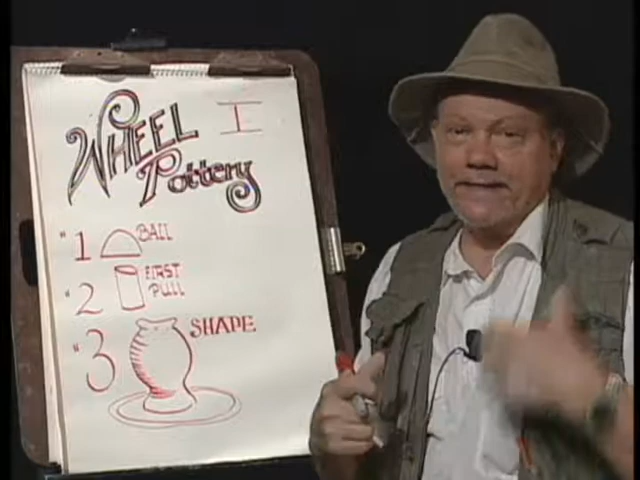 WHEEL I
Pottery
"1 BALL
"2 FIRST
PULL
"3 SHAPE